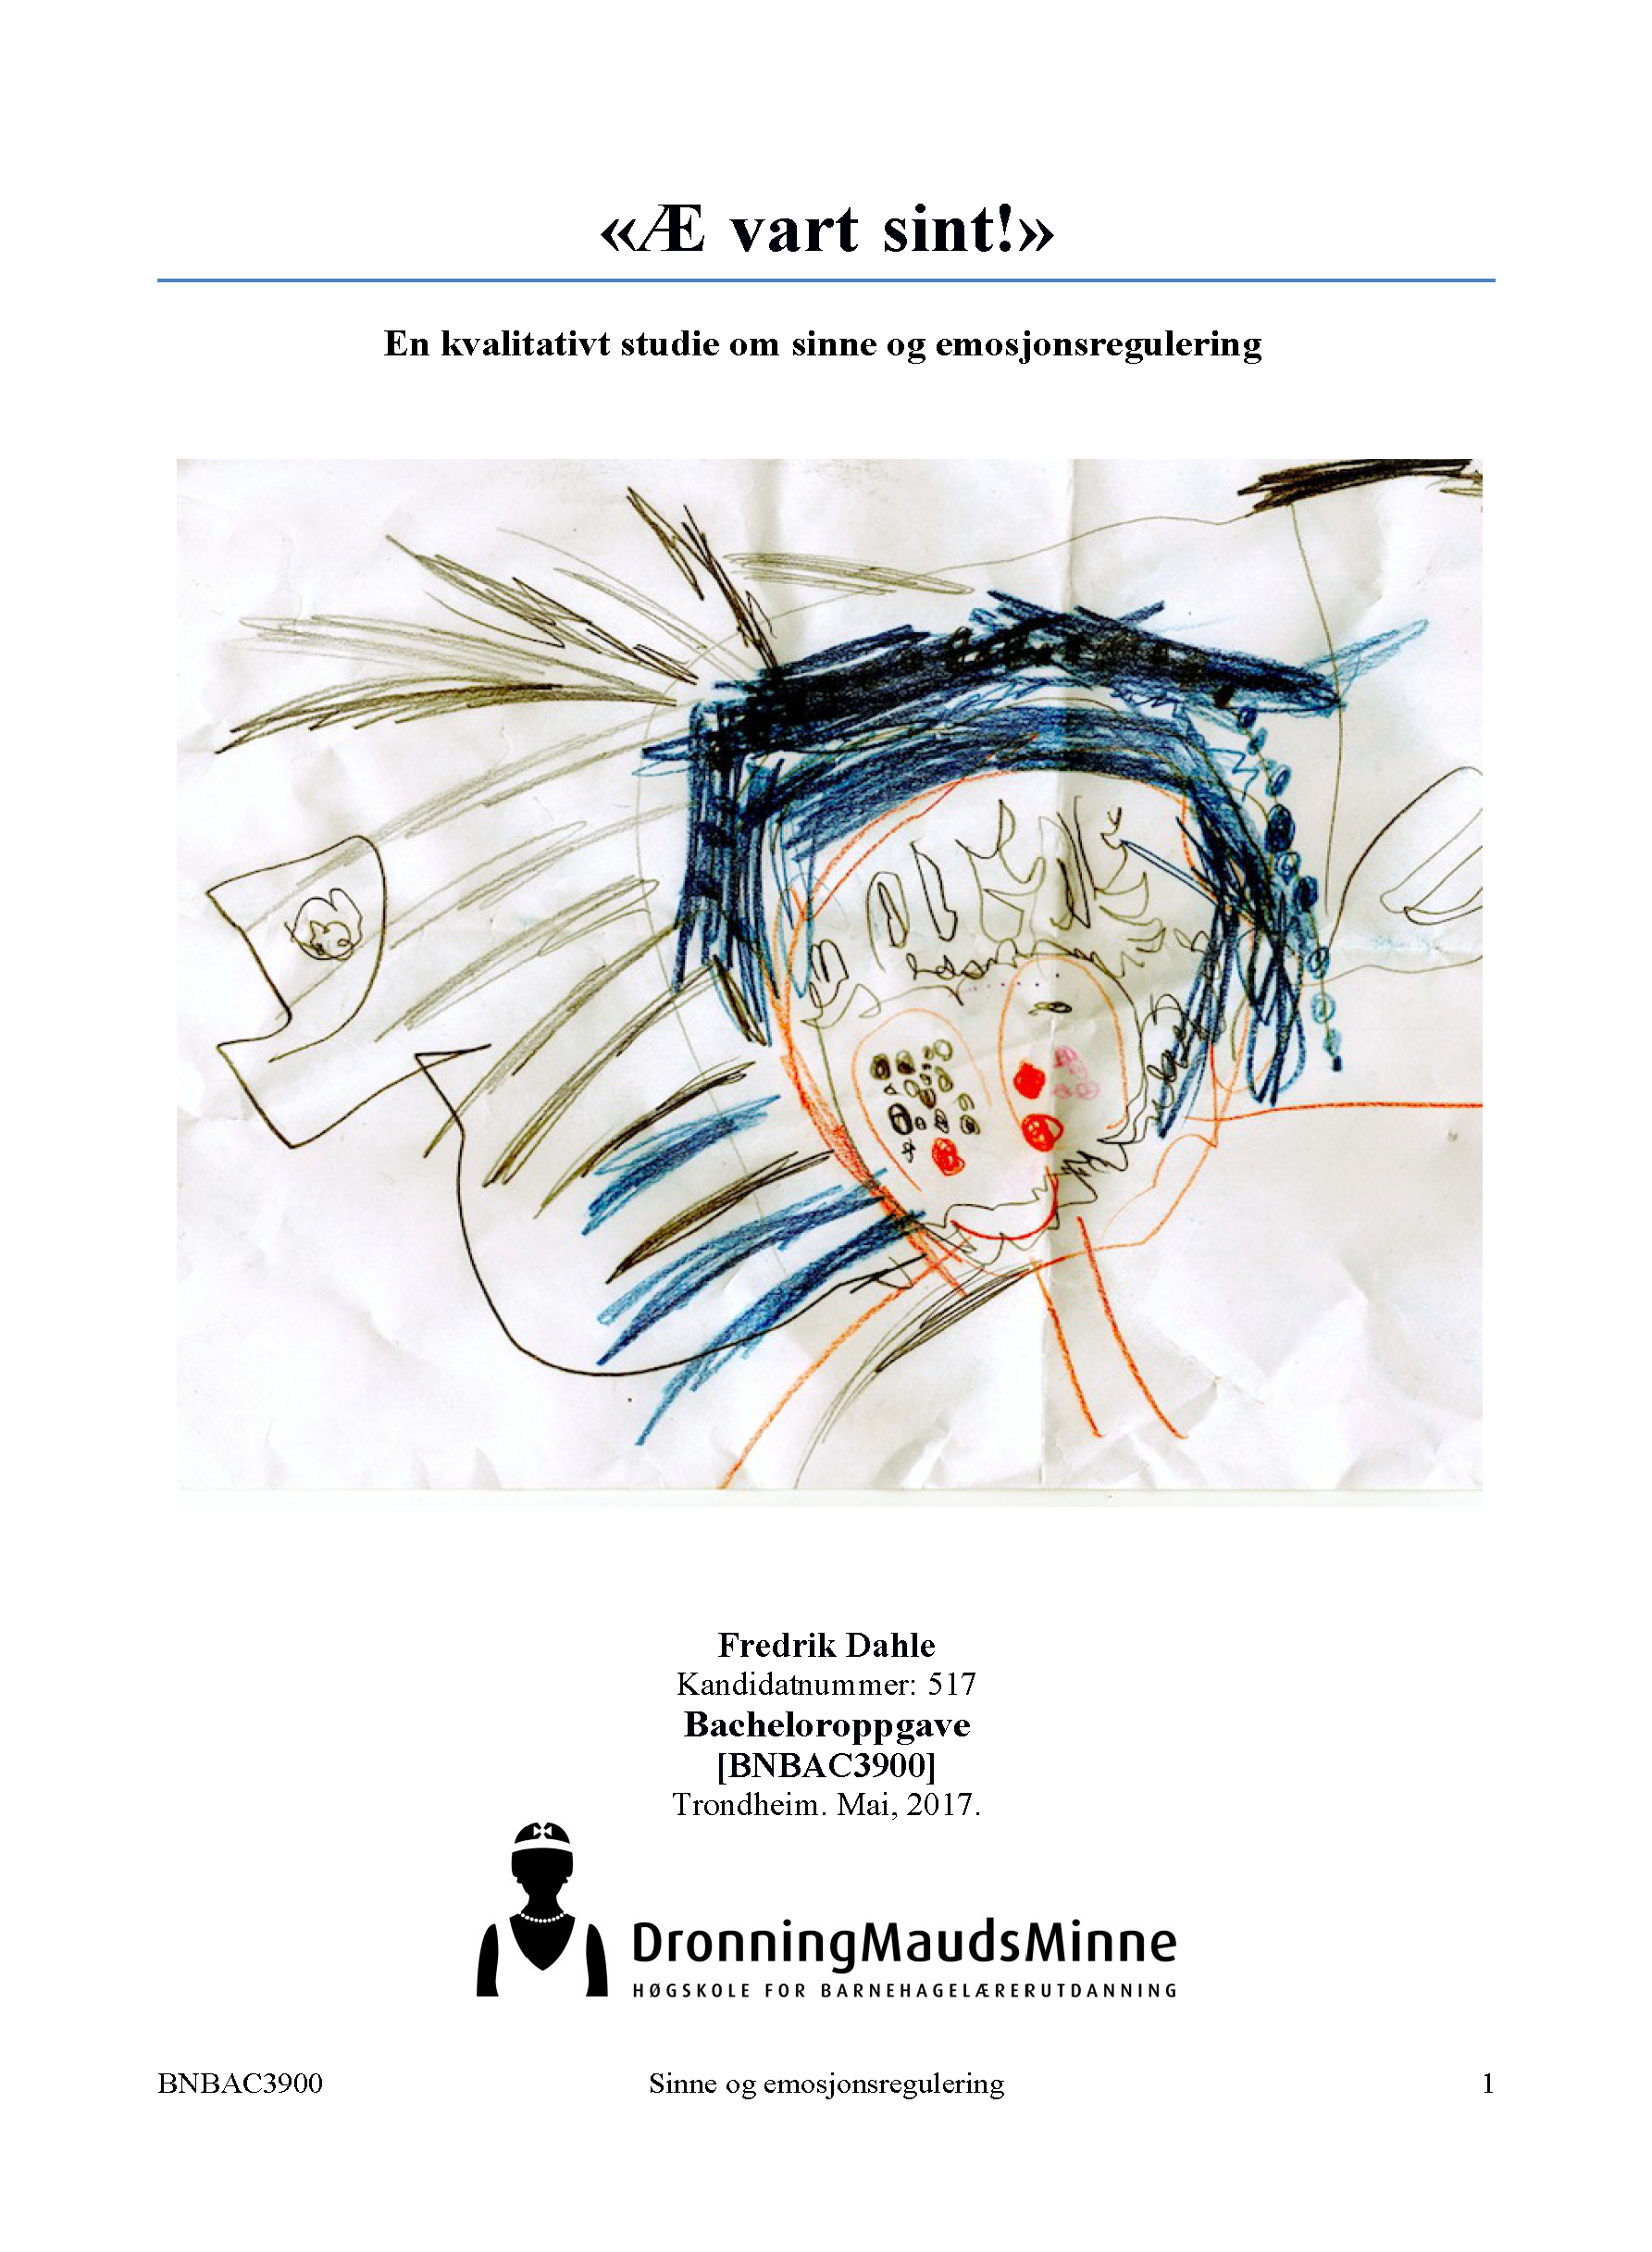 «Æ vart sint!»
En kvalitativt studie om sinne og emosjonsregulering
Fredrik Dahle
Kandidatnummer: 517
Bacheloroppgave
[BNBAC3900]
Trondheim. Mai, 2017.
DronningMaudsMinne
HØGSKOLE FOR BARNEHAGELÆRERUTDANNING
BNBAC3900 Sinne og emosjonsregulering 1